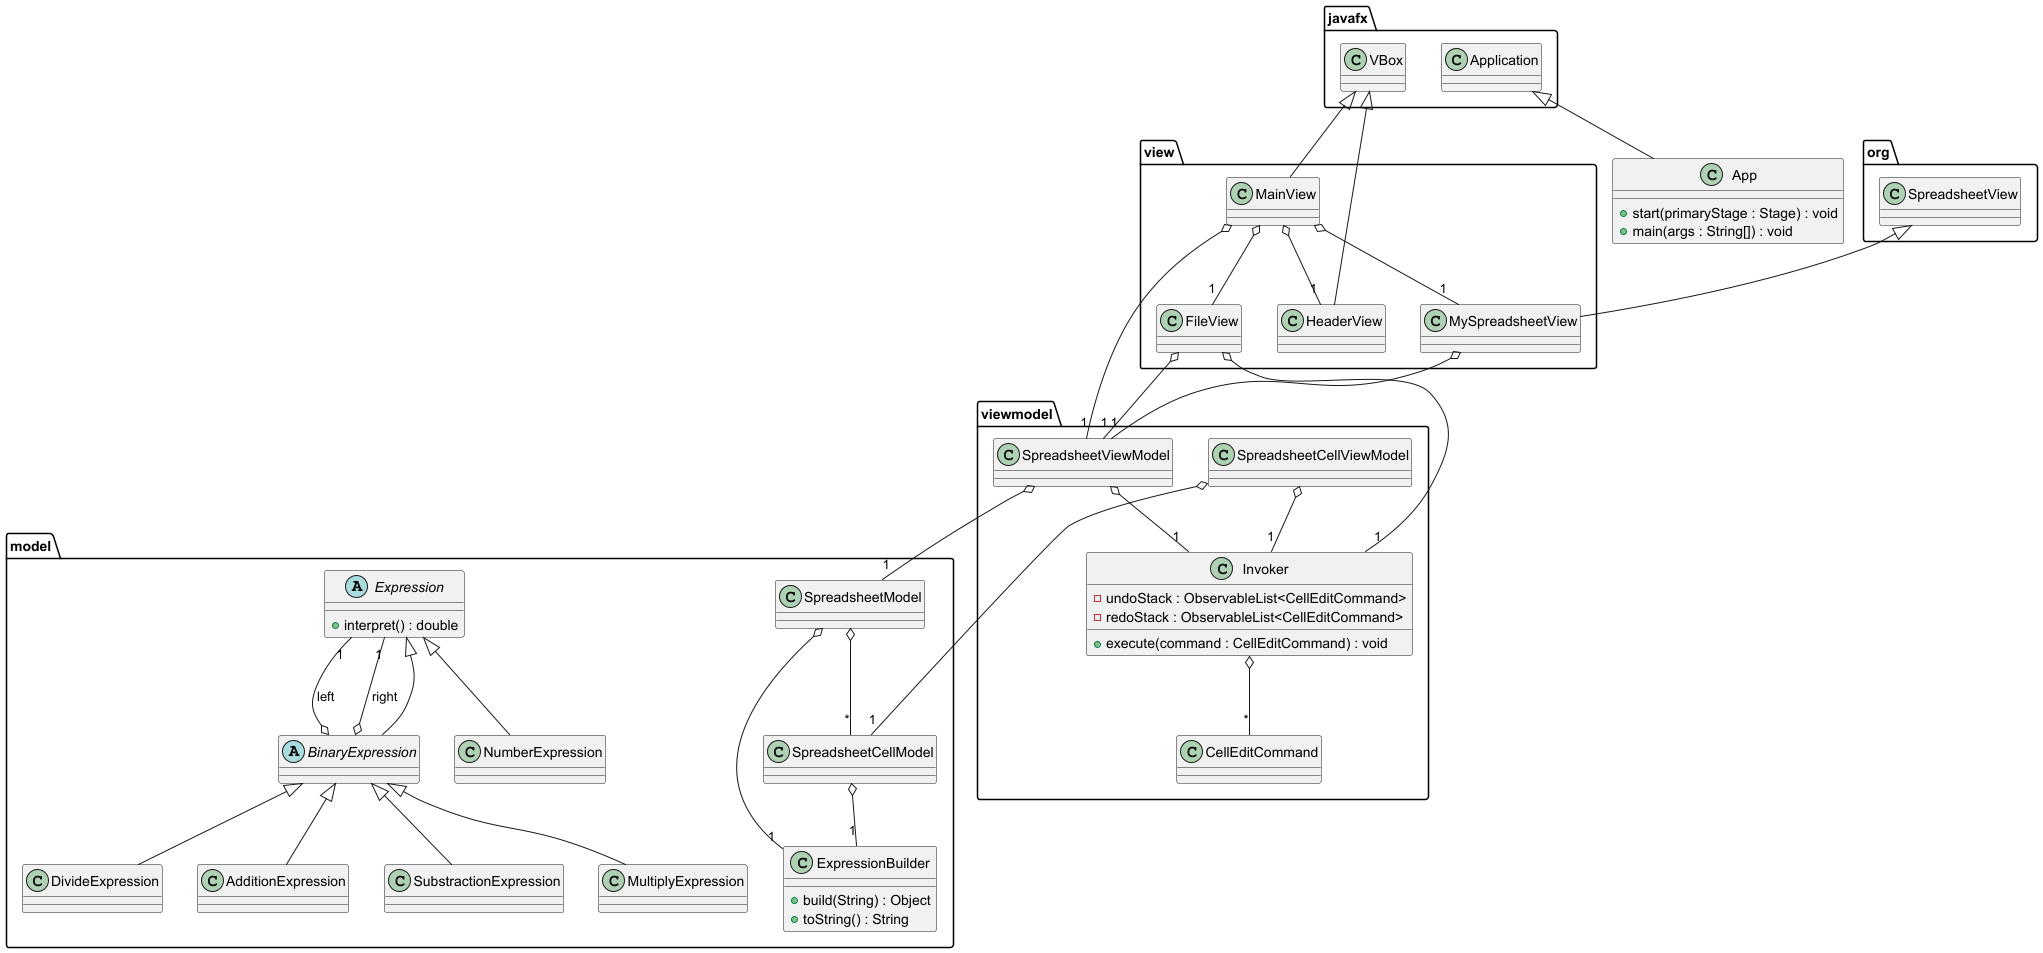 javafx
C VBox
C Application
view
C MainView
C App
+ start(primaryStage : Stage) : void
+ main(args : String[]) : void
org
C SpreadsheetView
1
1
1
C FileView
C HeaderView
C MySpreadsheetView
viewmodel
1
1
1
C SpreadsheetViewModel
C SpreadsheetCellViewModel
1
1
1
C Invoker
undoStack : ObservableList<CellEditCommand>
redoStack : ObservableList<CellEditCommand>
execute(command : CellEditCommand) : void
*
C CellEditCommand
model
1
A Expression
interpret() : double
C SpreadsheetModel
1
1
left
right
*
1
A BinaryExpression
C NumberExpression
C SpreadsheetCellModel
1
1
C DivideExpression
C AdditionExpression
C SubstractionExpression
C MultiplyExpression
C ExpressionBuilder
build(String) : Object
toString() : String